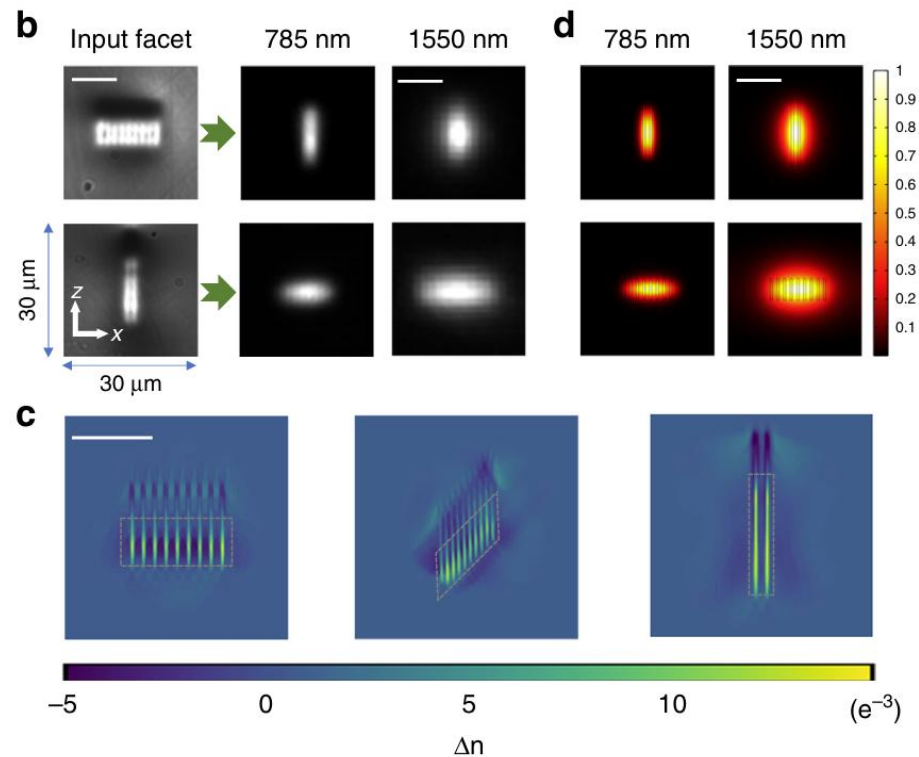 b
Input facet 785 nm 1550 nm
d
785 nm 1550 nm
1
0.9
0.8
0.7
0.6
0.5
0.4
0.3
0.2
0.1
30 μm
z
x
30 μm
c
–5 0 5 10 (e⁻³)
Δn